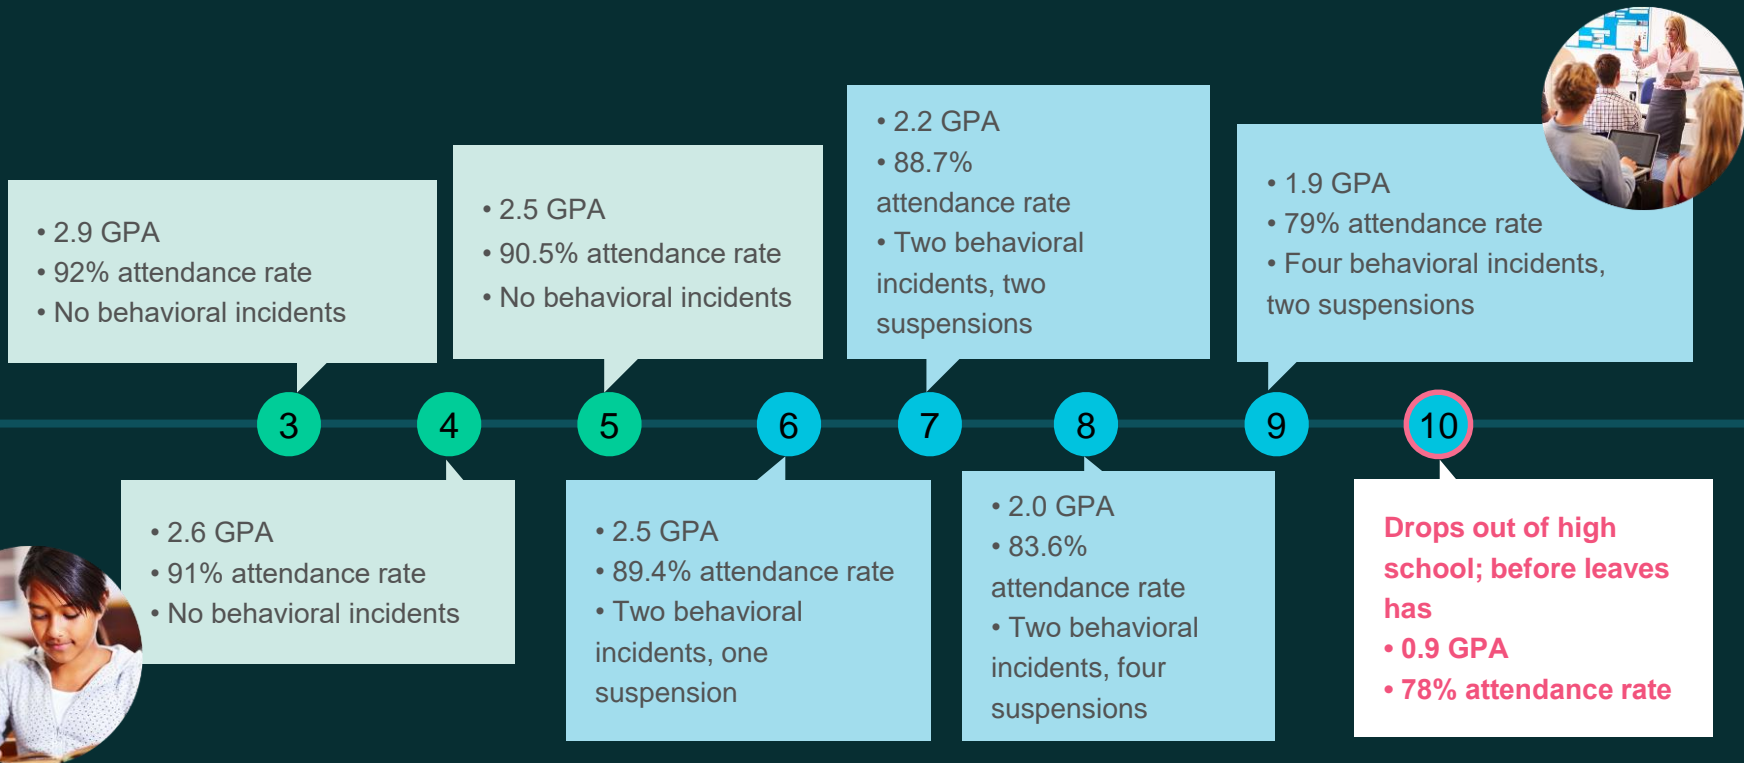 • 2.9 GPA
• 92% attendance rate
• No behavioral incidents
• 2.5 GPA
• 90.5% attendance rate
• No behavioral incidents
• 2.2 GPA
• 88.7%
attendance rate
• Two behavioral
incidents, two
suspensions
• 1.9 GPA
• 79% attendance rate
• Four behavioral incidents,
two suspensions
3
4
5
6
7
8
9
10
• 2.6 GPA
• 91% attendance rate
• No behavioral incidents
• 2.5 GPA
• 89.4% attendance rate
• Two behavioral
incidents, one
suspension
• 2.0 GPA
• 83.6%
attendance rate
• Two behavioral
incidents, four
suspensions
Drops out of high
school; before leaves
has
• 0.9 GPA
• 78% attendance rate